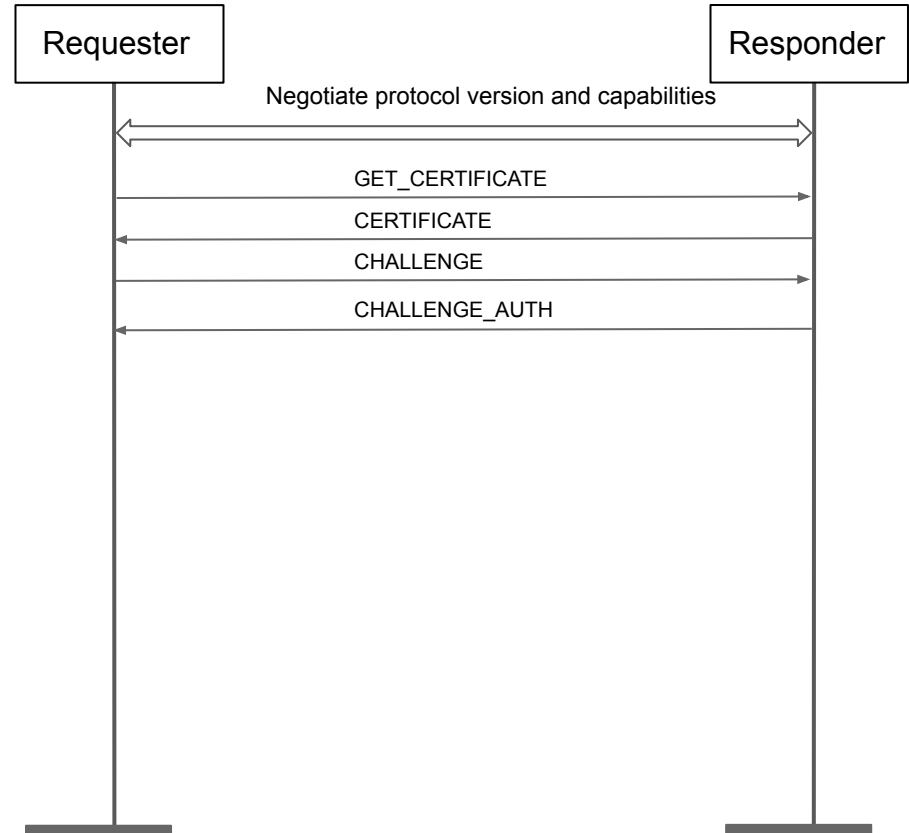 Requester
Responder
Negotiate protocol version and capabilities
GET_CERTIFICATE
CERTIFICATE
CHALLENGE
CHALLENGE_AUTH